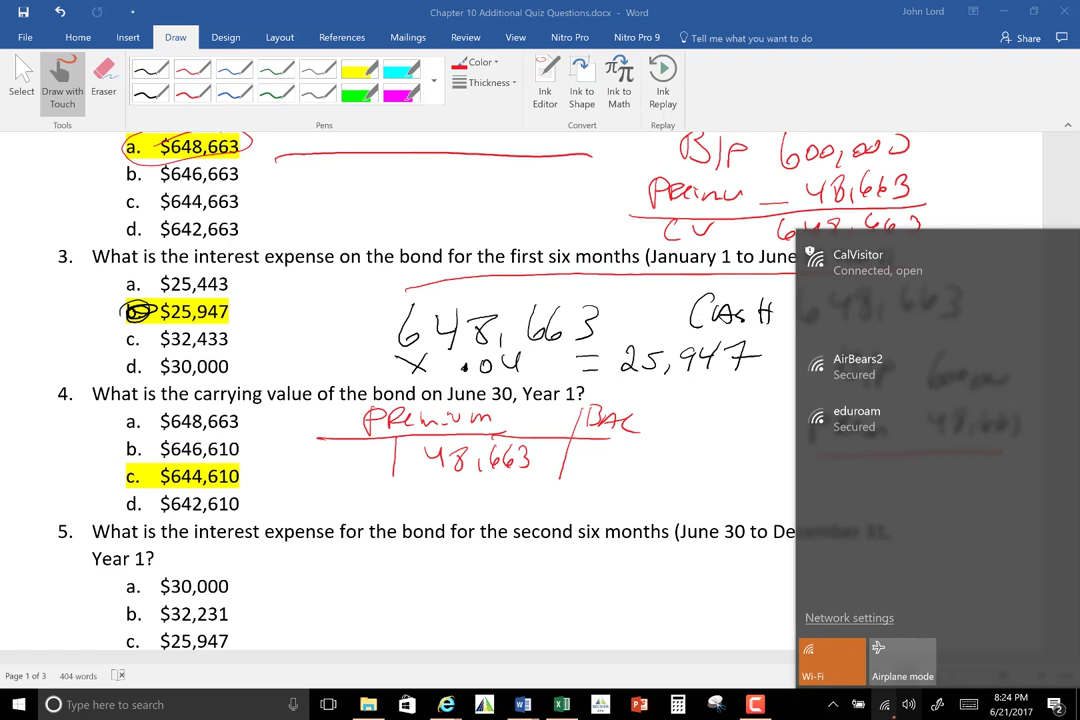 Chapter 10 Additional Quiz Questions.docx - Word
John Lord
File Home Insert Draw Design Layout References Mailings Review View Nitro Pro Nitro Pro 9 Tell me what you want to do Share
Select
Draw with Touch
Eraser
Color
Thickness
Ink Editor
Ink to Shape
Ink to Math
Ink Replay
Tools Pens Convert Replay
a. $648,663
b. $646,663
c. $644,663
d. $642,663
B/P 600,000
Premiu 48,663
CV 648,663
3. What is the interest expense on the bond for the first six months (January 1 to June
a. $25,443
b. $25,947
c. $32,433
d. $30,000
648,663 CASH
x .04 = 25,947
4. What is the carrying value of the bond on June 30, Year 1?
a. $648,663
b. $646,610
c. $644,610
d. $642,610
Premium
48,663
5. What is the interest expense for the bond for the second six months (June 30 to December 31,
Year 1?
a. $30,000
b. $32,231
c. $25,947
CalVisitor
Connected, open
AirBears2
Secured
eduroam
Secured
Network settings
Wi-Fi
Airplane mode
Page 1 of 3 404 words
Type here to search
8:24 PM
6/21/2017